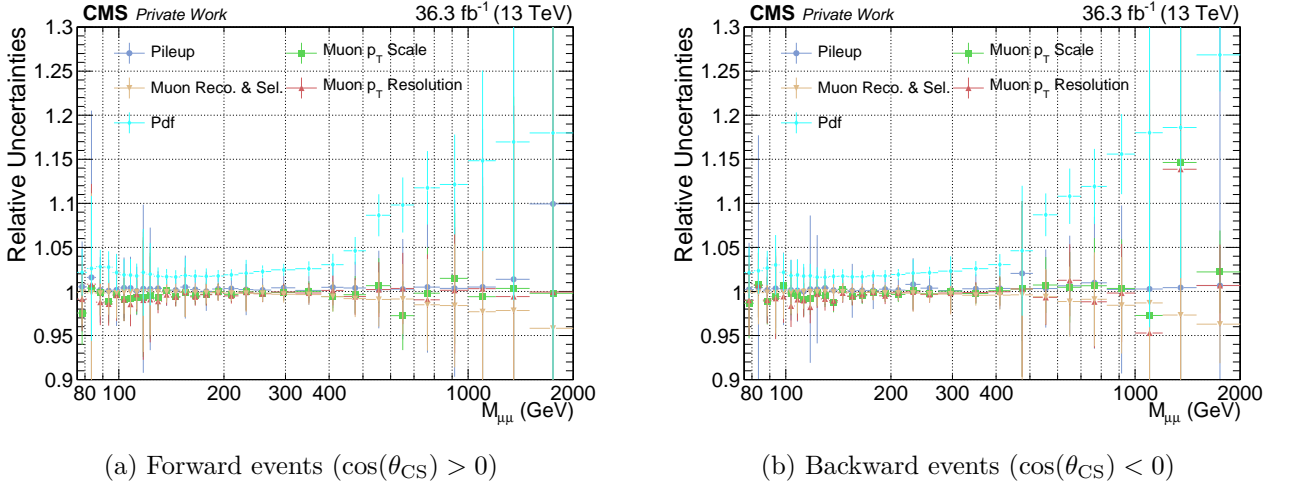 CMS Private Work 36.3 fb⁻¹ (13 TeV)
Relative Uncertainties
1.3
1.25
1.2
1.15
1.1
1.05
1
0.95
0.9
Pileup
Muon p_T Scale
Muon Reco. & Sel.
Muon p_T Resolution
Pdf
80 100 200 300 400 1000 2000
M_μμ (GeV)
(a) Forward events (cos(θ_CS) > 0)
CMS Private Work 36.3 fb⁻¹ (13 TeV)
Relative Uncertainties
1.3
1.25
1.2
1.15
1.1
1.05
1
0.95
0.9
Pileup
Muon p_T Scale
Muon Reco. & Sel.
Muon p_T Resolution
Pdf
80 100 200 300 400 1000 2000
M_μμ (GeV)
(b) Backward events (cos(θ_CS) < 0)